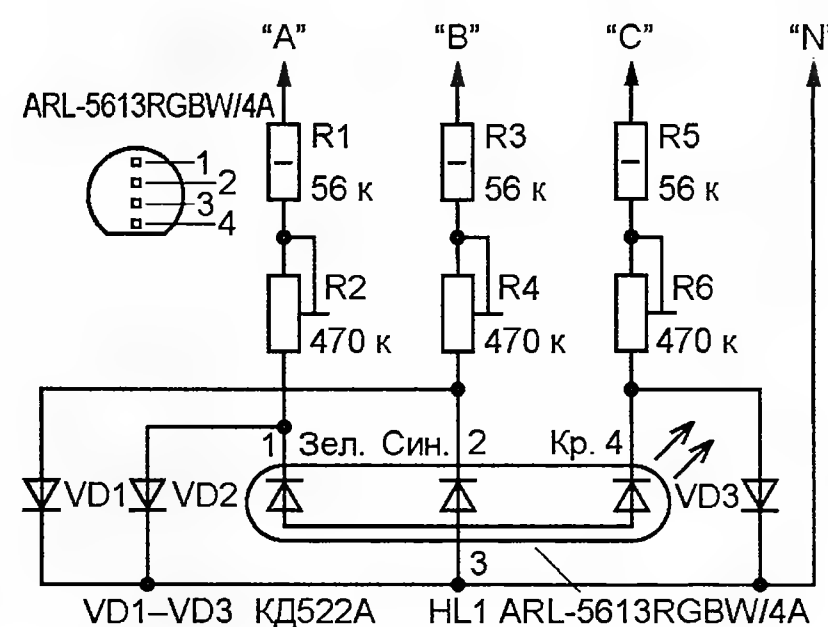 “A” “B” “C” “N”
ARL-5613RGBW/4A
1
2
3
4
R1 R3 R5
56 к 56 к 56 к
R2 R4 R6
470 к 470 к 470 к
1 Зел. Син. 2 Кр. 4
VD1 VD2 VD3
3
VD1–VD3 КД522А HL1 ARL-5613RGBW/4A